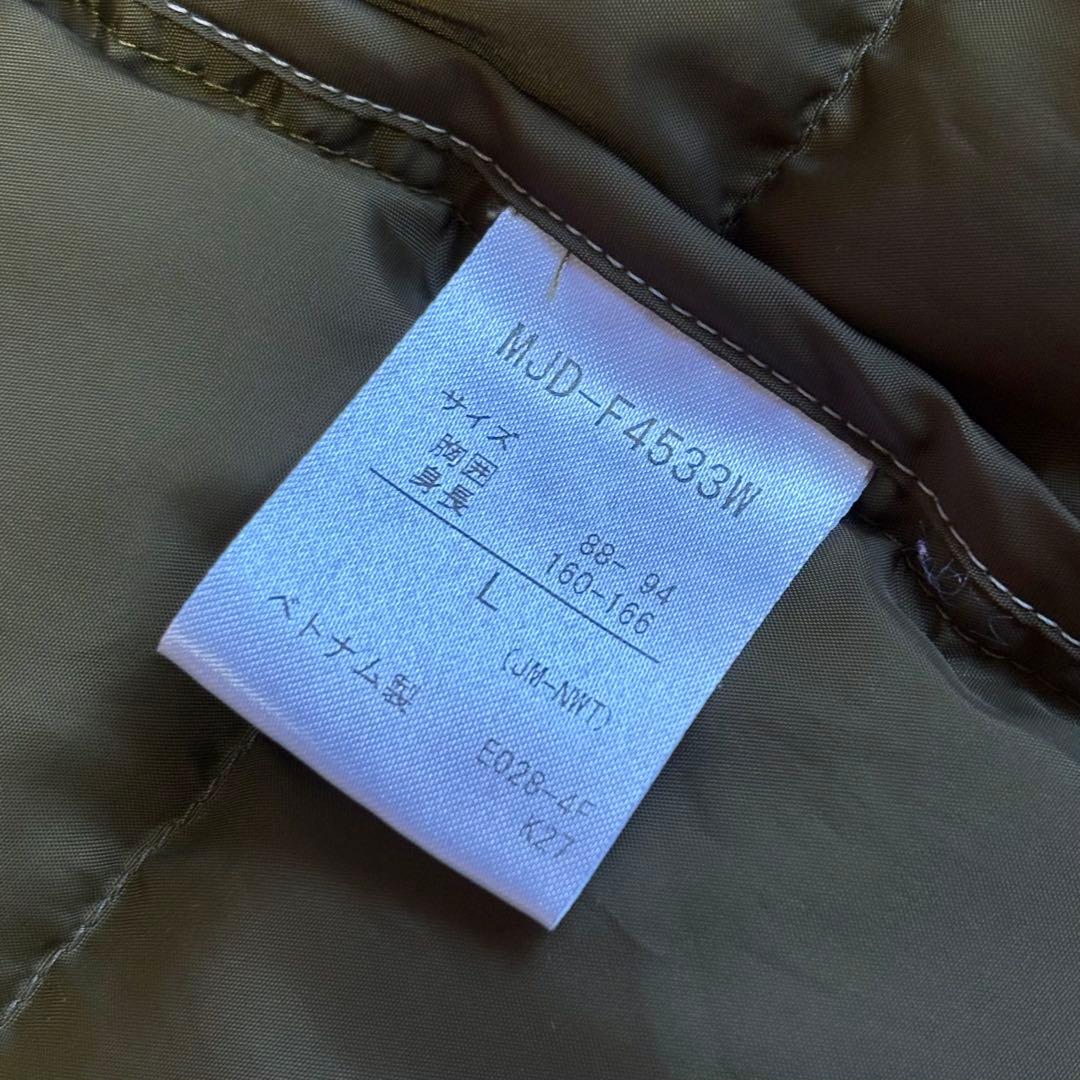 MJD-F4533W
サイズ
胸囲 88- 94
身長 160-166
L
(JM-NWT)
ベトナム製
E028-4F
K27